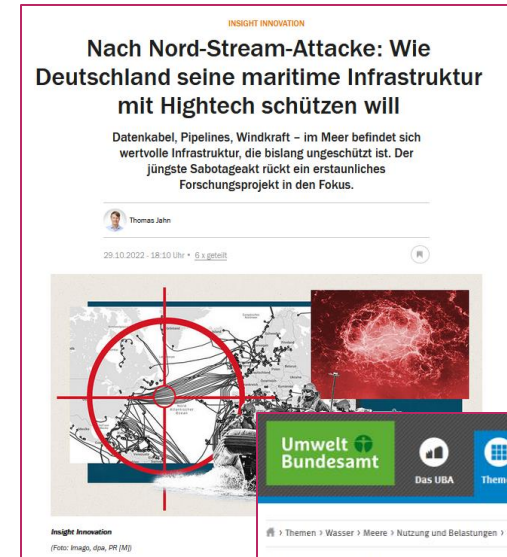 INSIGHT INNOVATION
Nach Nord-Stream-Attacke: Wie
Deutschland seine maritime Infrastruktur
mit Hightech schützen will
Datenkabel, Pipelines, Windkraft – im Meer befindet sich
wertvolle Infrastruktur, die bislang ungeschützt ist. Der
jüngste Sabotageakt rückt ein erstaunliches
Forschungsprojekt in den Fokus.
Thomas Jahn
29.10.2022 - 18:10 Uhr • 6 x geteilt
Insight Innovation
(Foto: Imago, dpa, PR [M])
Umwelt
Bundesamt
Das UBA
Them
> Themen > Wasser > Meere > Nutzung und Belastungen >